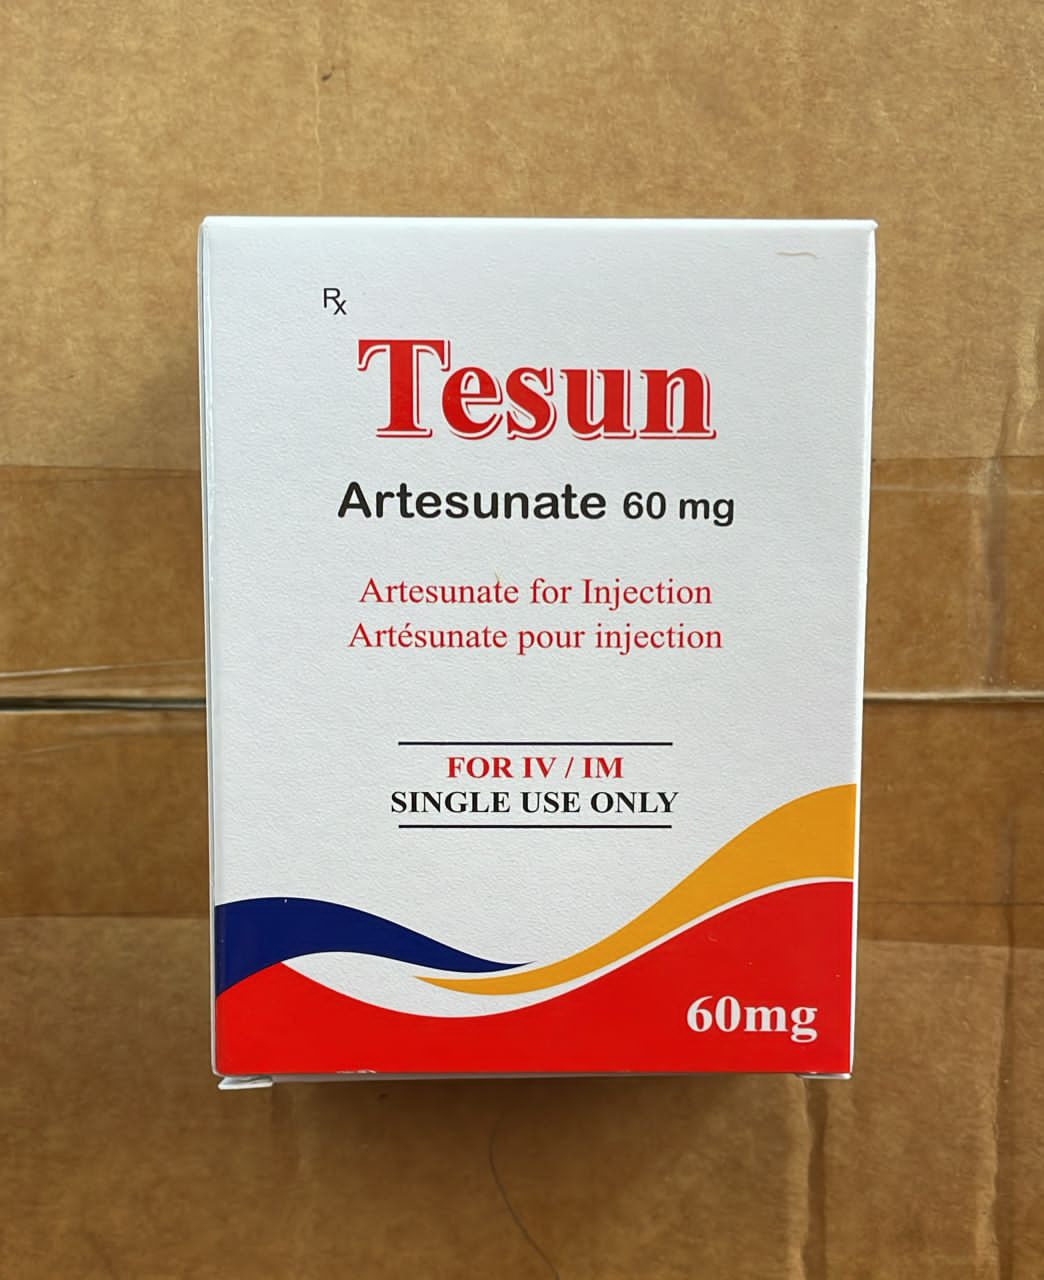 Rx
Tesun
Artesunate 60 mg
Artesunate for Injection
Artésunate pour injection
FOR IV / IM
SINGLE USE ONLY
60mg